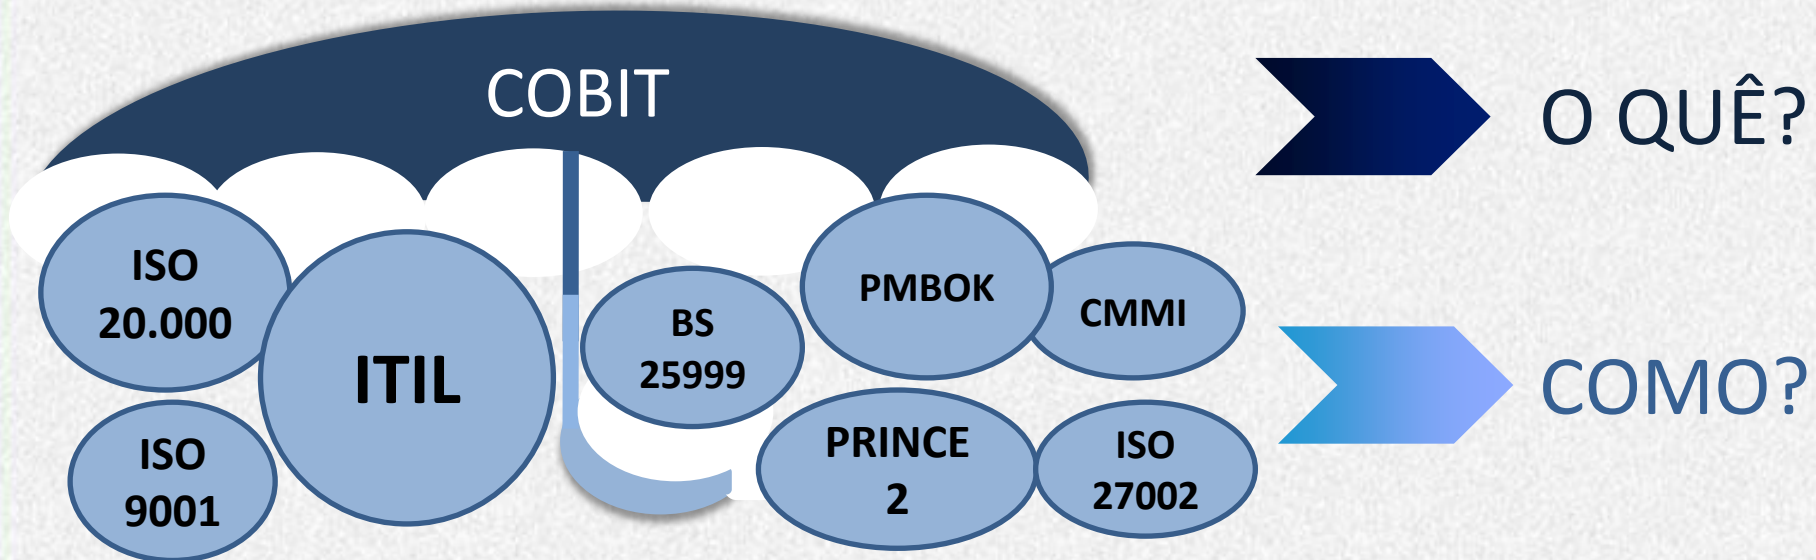 COBIT
O QUÊ?
ISO
20.000
ITIL
ISO
9001
BS
25999
PMBOK
CMMI
PRINCE
2
ISO
27002
COMO?